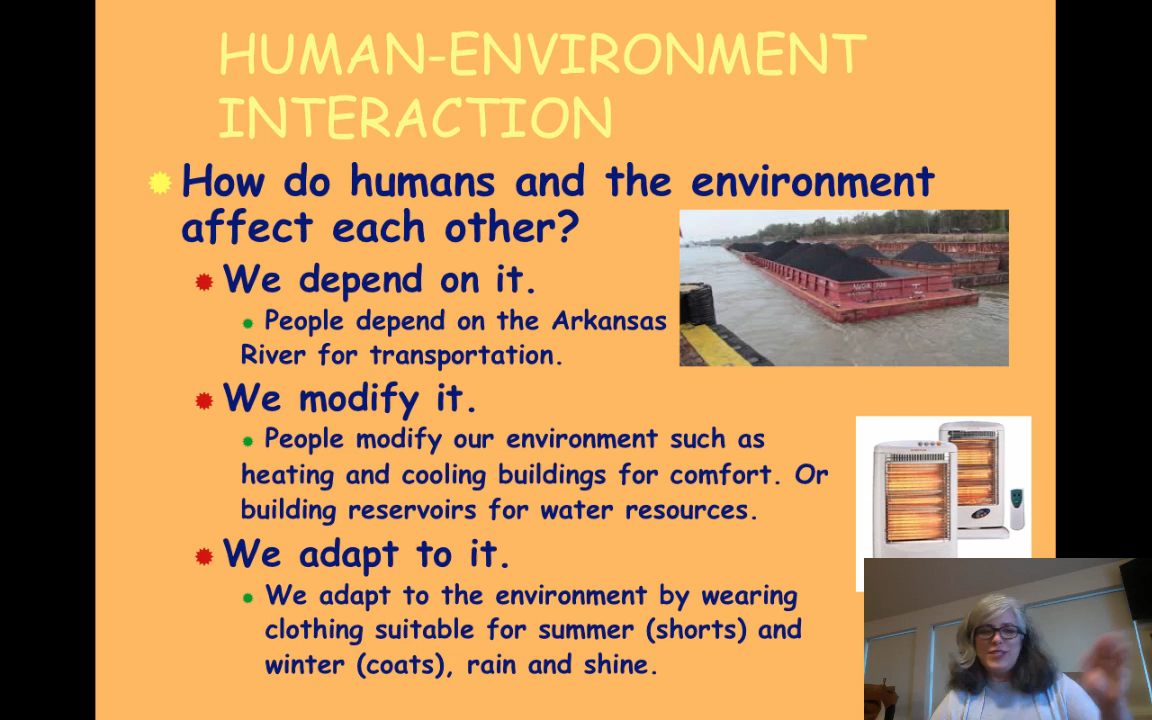 HUMAN-ENVIRONMENT
INTERACTION
How do humans and the environment
affect each other?
We depend on it.
People depend on the Arkansas
River for transportation.
We modify it.
People modify our environment such as
heating and cooling buildings for comfort. Or
building reservoirs for water resources.
We adapt to it.
We adapt to the environment by wearing
clothing suitable for summer (shorts) and
winter (coats), rain and shine.